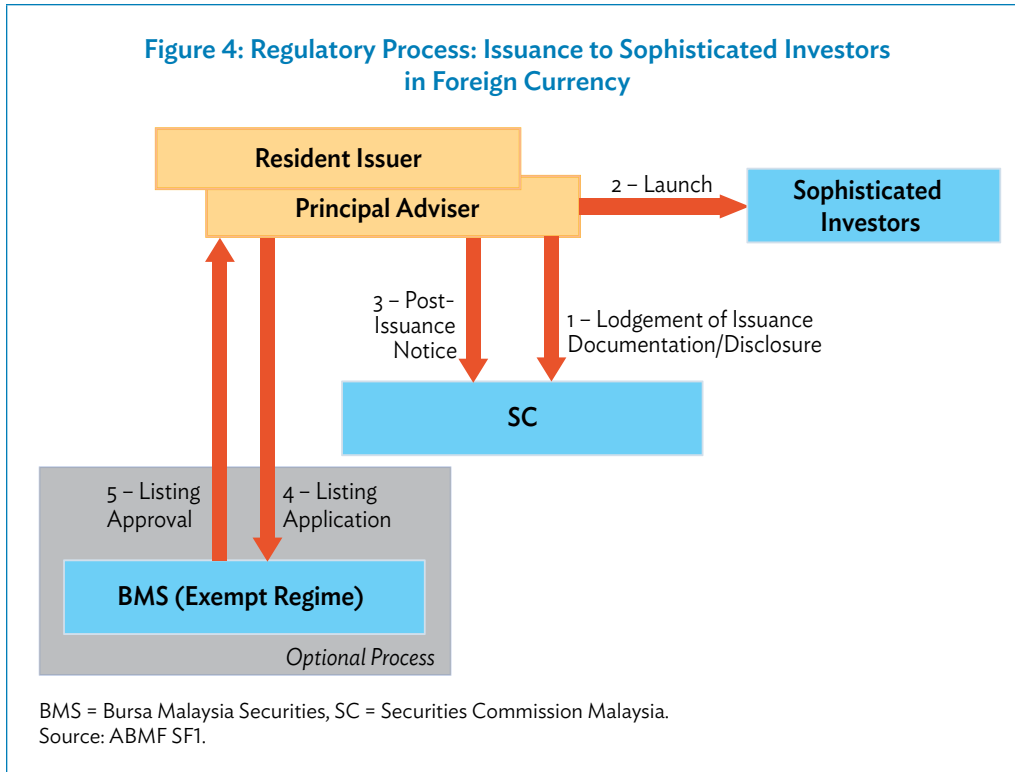 Figure 4: Regulatory Process: Issuance to Sophisticated Investors
in Foreign Currency
Resident Issuer
Principal Adviser
2 – Launch
Sophisticated
Investors
3 – Post-
Issuance
Notice
1 – Lodgement of Issuance
Documentation/Disclosure
SC
5 – Listing
Approval
4 – Listing
Application
BMS (Exempt Regime)
Optional Process
BMS = Bursa Malaysia Securities, SC = Securities Commission Malaysia.
Source: ABMF SF1.